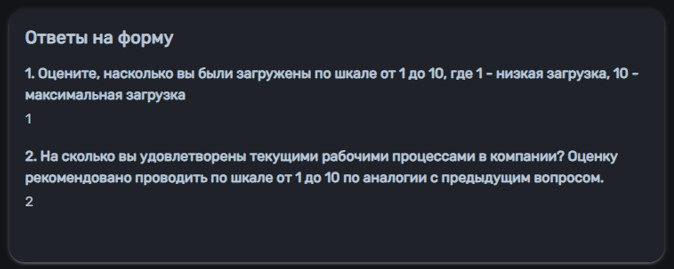 Ответы на форму
1. Оцените, насколько вы были загружены по шкале от 1 до 10, где 1 - низкая загрузка, 10 -
максимальная загрузка
1
2. На сколько вы удовлетворены текущими рабочими процессами в компании? Оценку
рекомендовано проводить по шкале от 1 до 10 по аналогии с предыдущим вопросом.
2